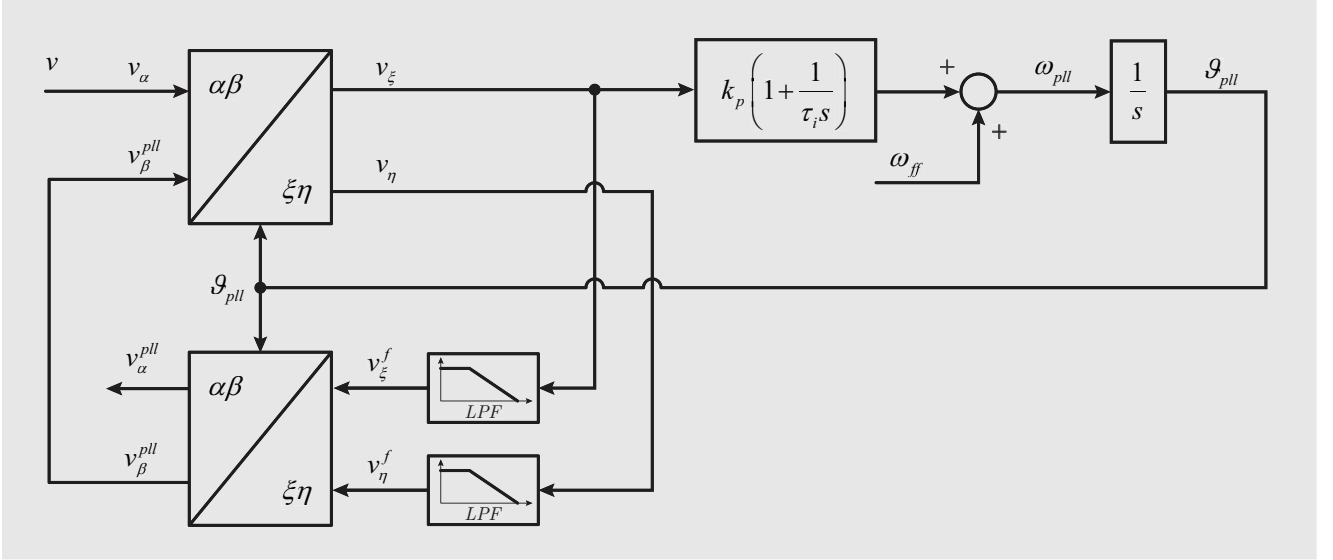 v
v_α
αβ
v_ξ
k_p(1+1/(τ_i s))
+
ω_pll
1/s
ϑ_pll
v_β^pll
ξη
v_η
ω_ff
+
ϑ_pll
v_α^pll
αβ
v_ξ^f
LPF
v_β^pll
ξη
v_η^f
LPF